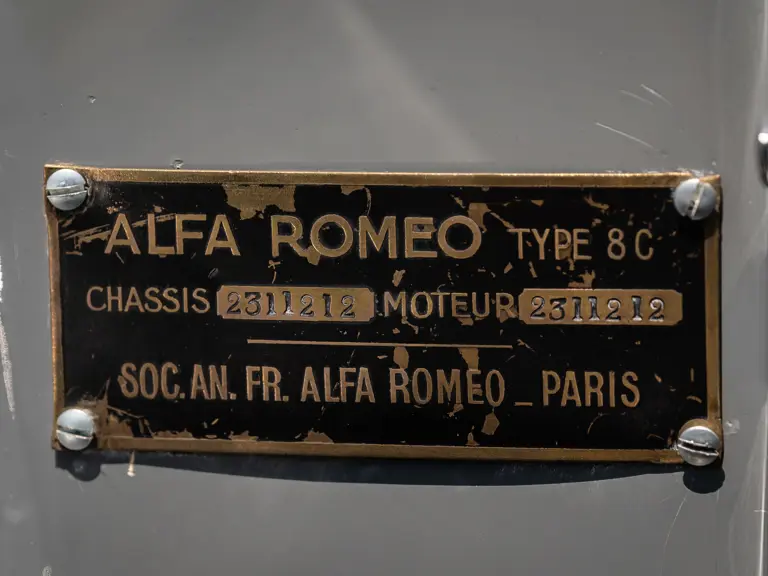 ALFA ROMEO TYPE 8C
CHASSIS 2311212 MOTEUR 2311212
SOC. AN. FR. ALFA ROMEO _ PARIS